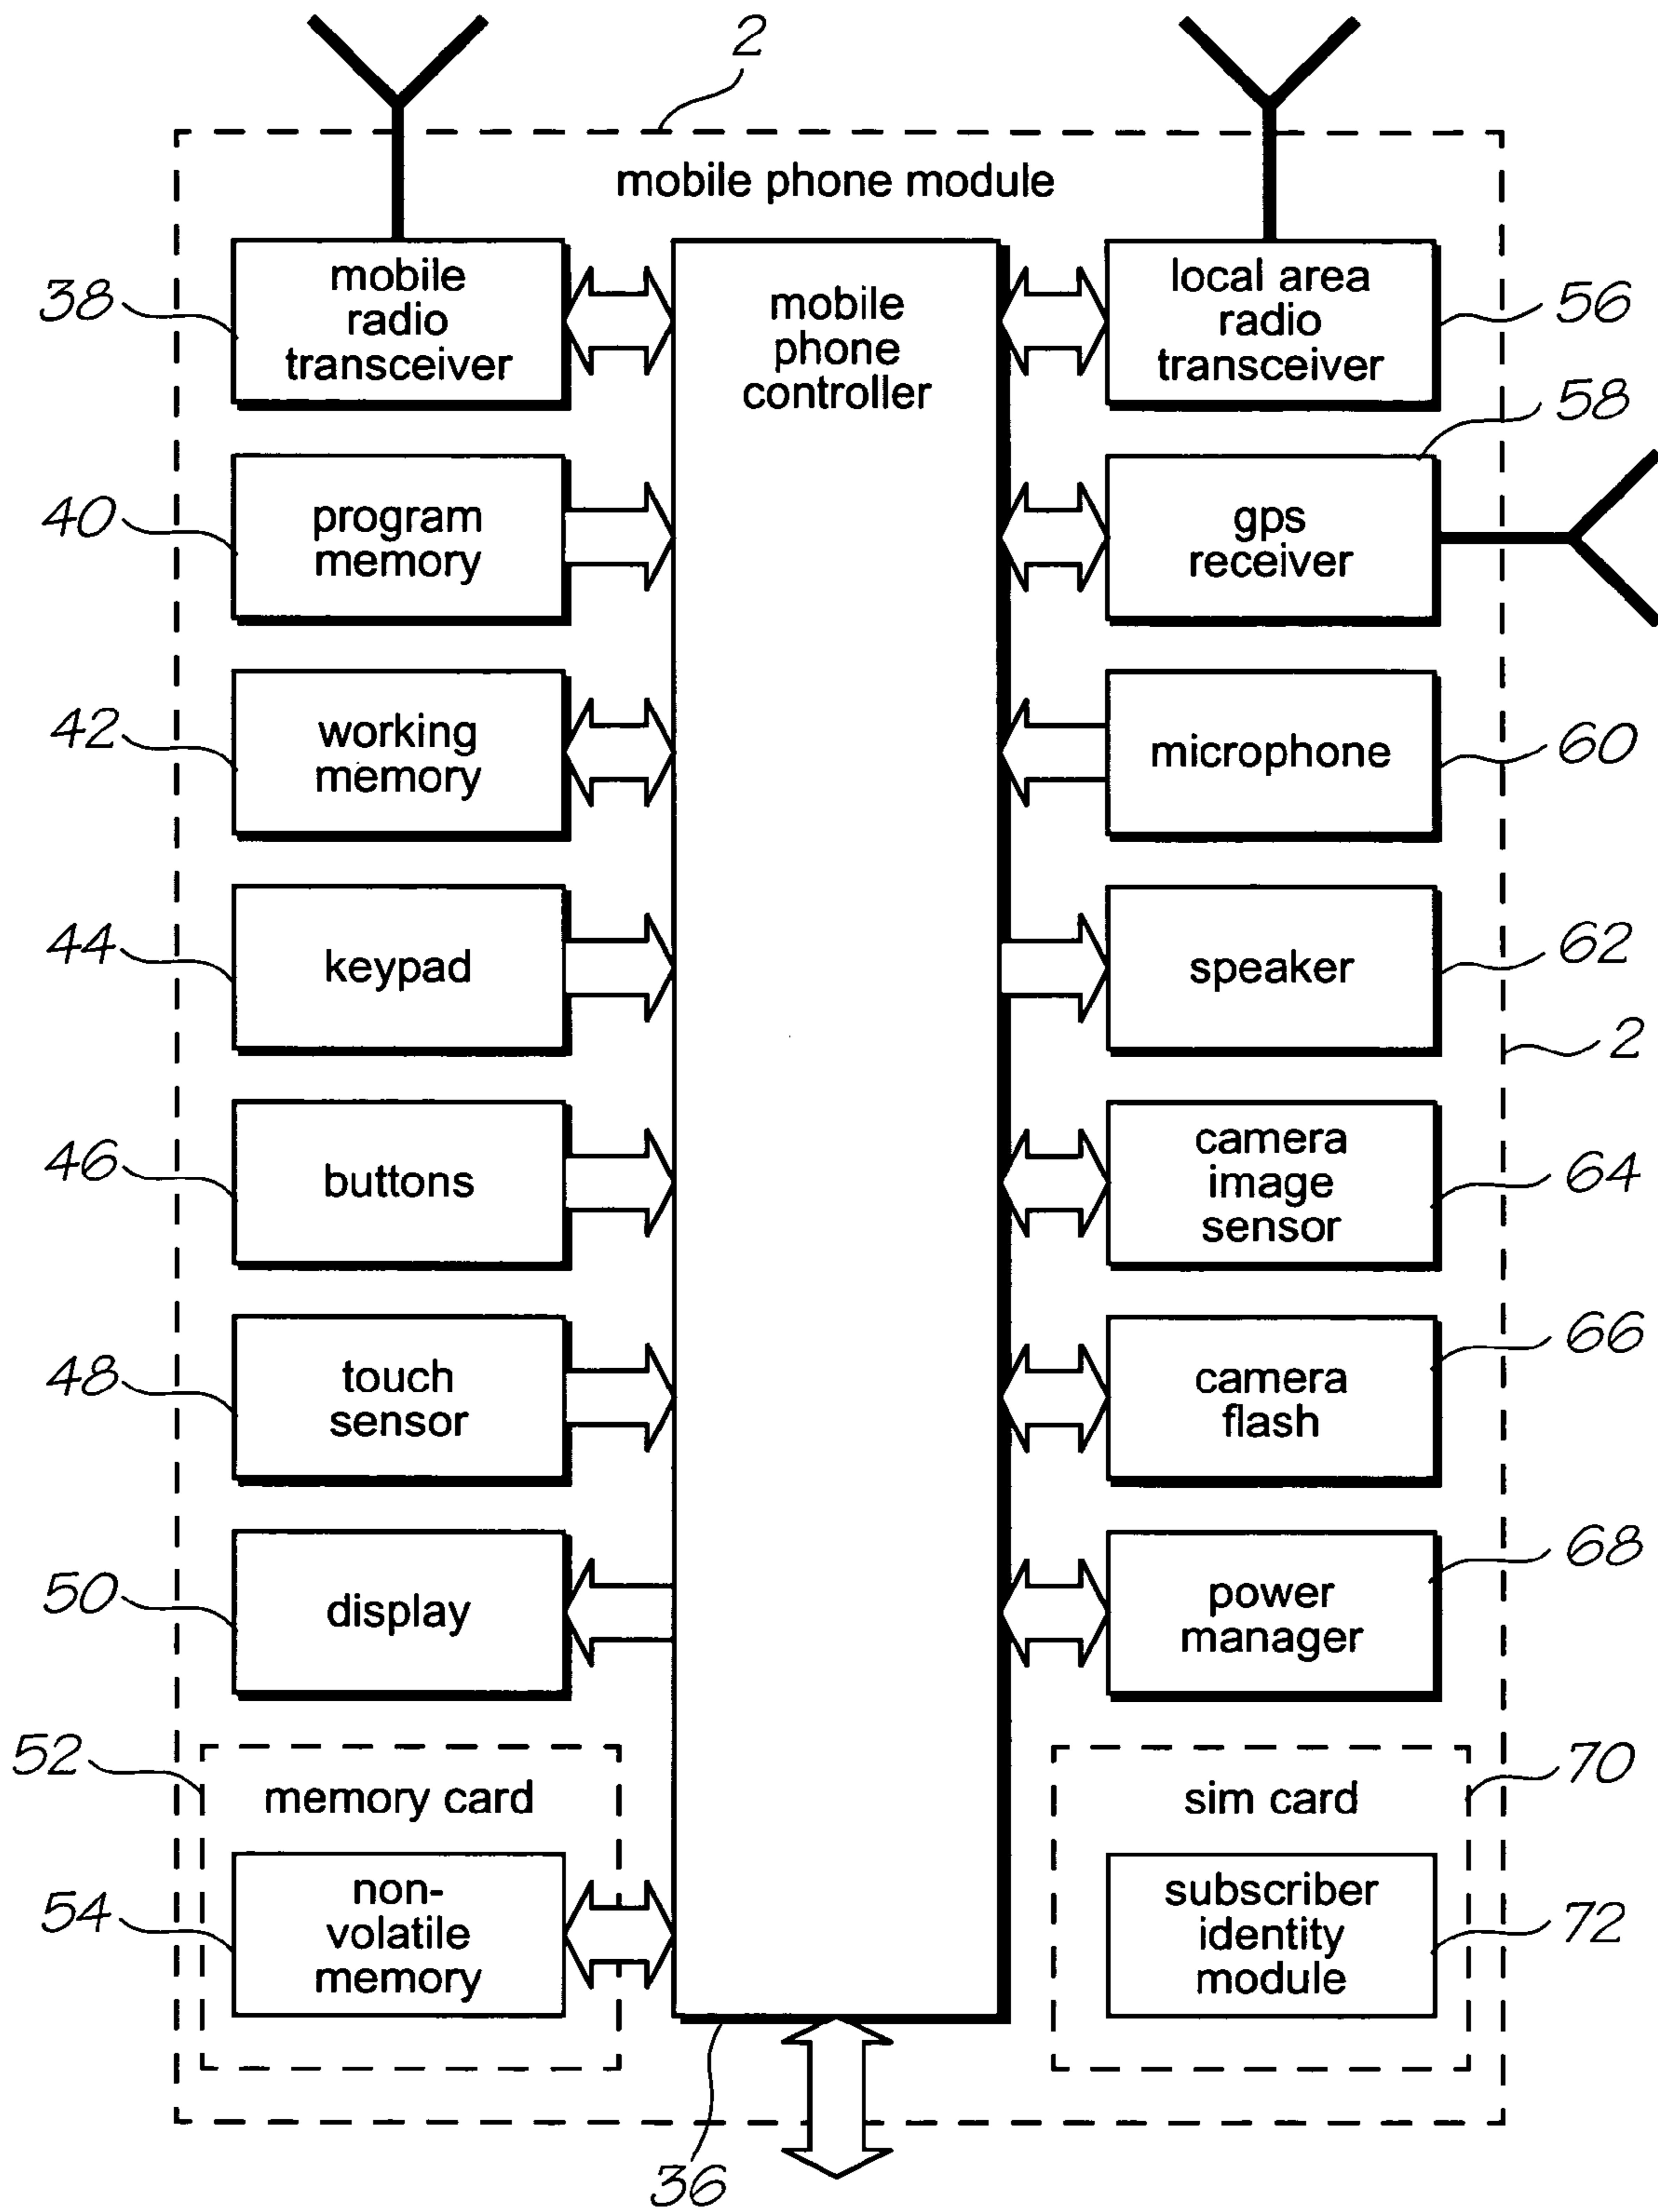 2
mobile phone module
38
mobile
radio
transceiver
mobile
phone
controller
local area
radio
transceiver
56
58
40
program
memory
gps
receiver
42
working
memory
microphone
60
44
keypad
speaker
62
2
46
buttons
camera
image
sensor
64
48
touch
sensor
camera
flash
66
50
display
power
manager
68
52
memory card
sim card
70
54
non-
volatile
memory
subscriber
identity
module
72
36